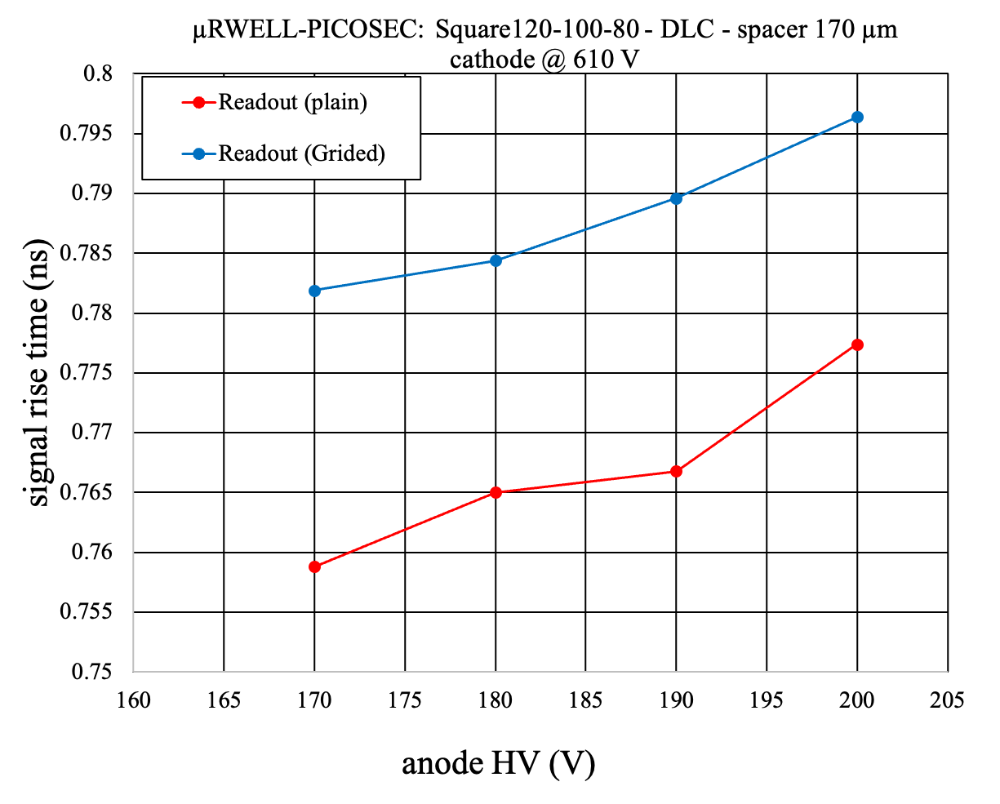 µRWELL-PICOSEC: Square120-100-80 - DLC - spacer 170 µm
cathode @ 610 V
Readout (plain)
Readout (Grided)
0.8
0.795
0.79
0.785
0.78
0.775
0.77
0.765
0.76
0.755
0.75
signal rise time (ns)
160 165 170 175 180 185 190 195 200 205
anode HV (V)